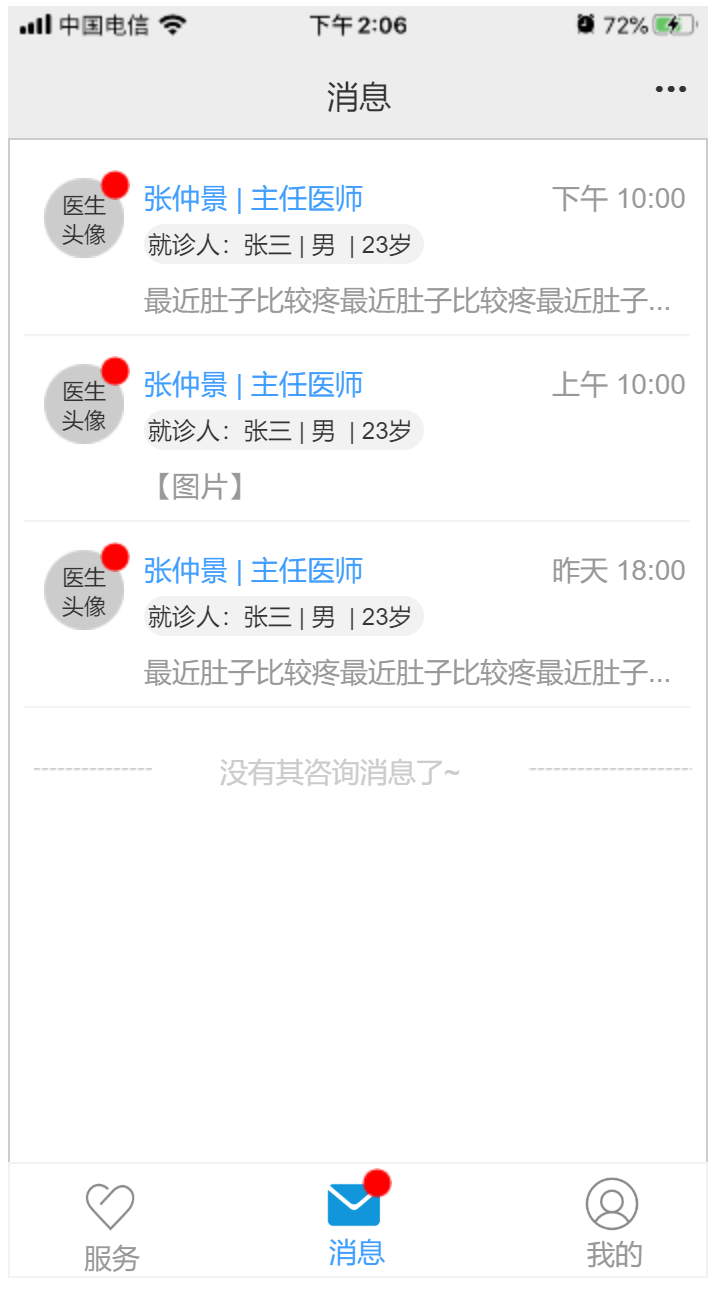 中国电信 下午2:06 72%
消息
医生头像 张仲景 | 主任医师 下午 10:00
就诊人：张三 | 男 | 23岁
最近肚子比较疼最近肚子比较疼最近肚子...
医生头像 张仲景 | 主任医师 上午 10:00
就诊人：张三 | 男 | 23岁
【图片】
医生头像 张仲景 | 主任医师 昨天 18:00
就诊人：张三 | 男 | 23岁
最近肚子比较疼最近肚子比较疼最近肚子...
没有其咨询消息了~
服务 消息 我的